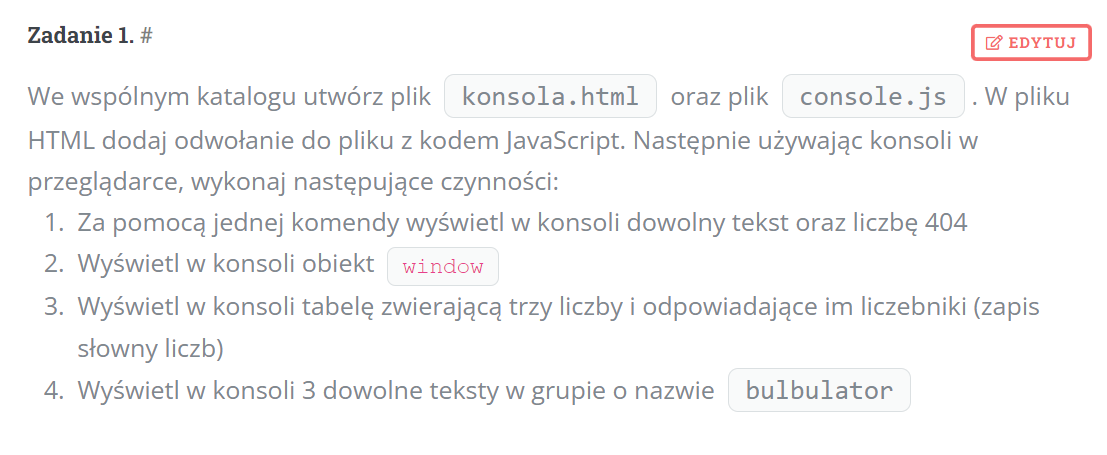 Zadanie 1. #
EDYTUJ
We wspólnym katalogu utwórz plik konsola.html oraz plik console.js . W pliku
HTML dodaj odwołanie do pliku z kodem JavaScript. Następnie używając konsoli w
przeglądarce, wykonaj następujące czynności:
1. Za pomocą jednej komendy wyświetl w konsoli dowolny tekst oraz liczbę 404
2. Wyświetl w konsoli obiekt window
3. Wyświetl w konsoli tabelę zwierającą trzy liczby i odpowiadające im liczebniki (zapis
słowny liczb)
4. Wyświetl w konsoli 3 dowolne teksty w grupie o nazwie bulbulator